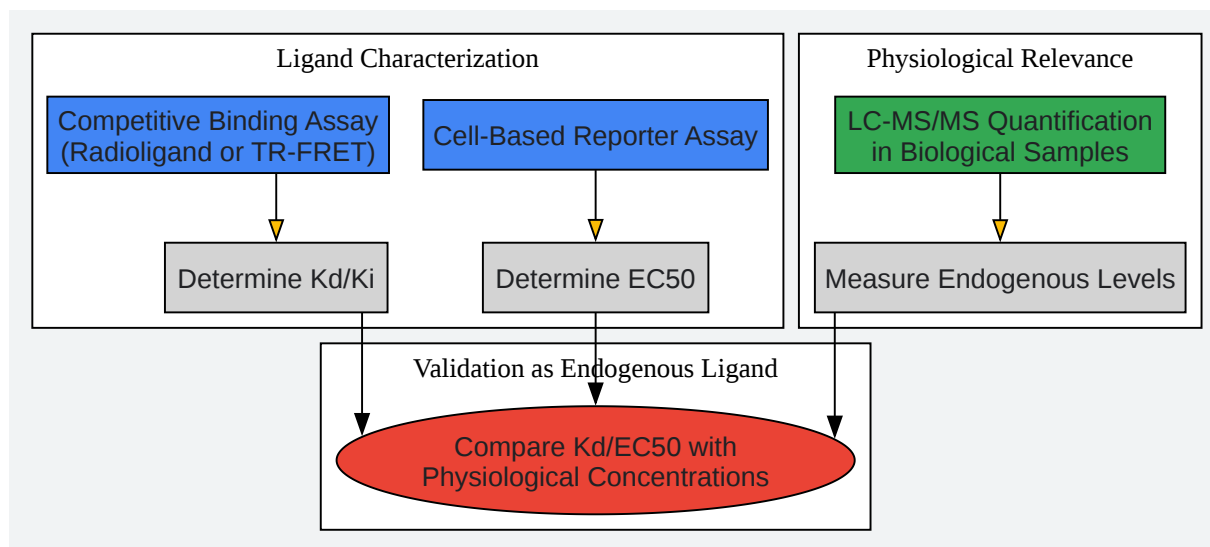 Ligand Characterization
Competitive Binding Assay
(Radioligand or TR-FRET)
Cell-Based Reporter Assay
Determine Kd/Ki
Determine EC50
Physiological Relevance
LC-MS/MS Quantification
in Biological Samples
Measure Endogenous Levels
Validation as Endogenous Ligand
Compare Kd/EC50 with
Physiological Concentrations